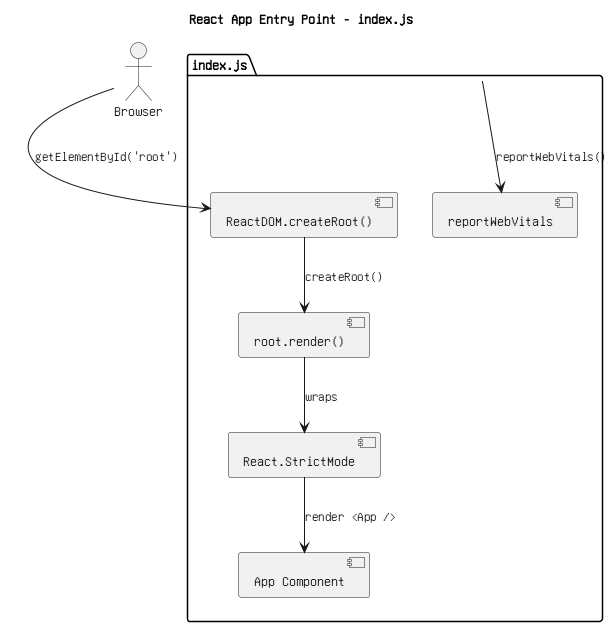 React App Entry Point - index.js
index.js
Browser
getElementById('root')
reportWebVitals()
ReactDOM.createRoot()
reportWebVitals
createRoot()
root.render()
wraps
React.StrictMode
render <App />
App Component